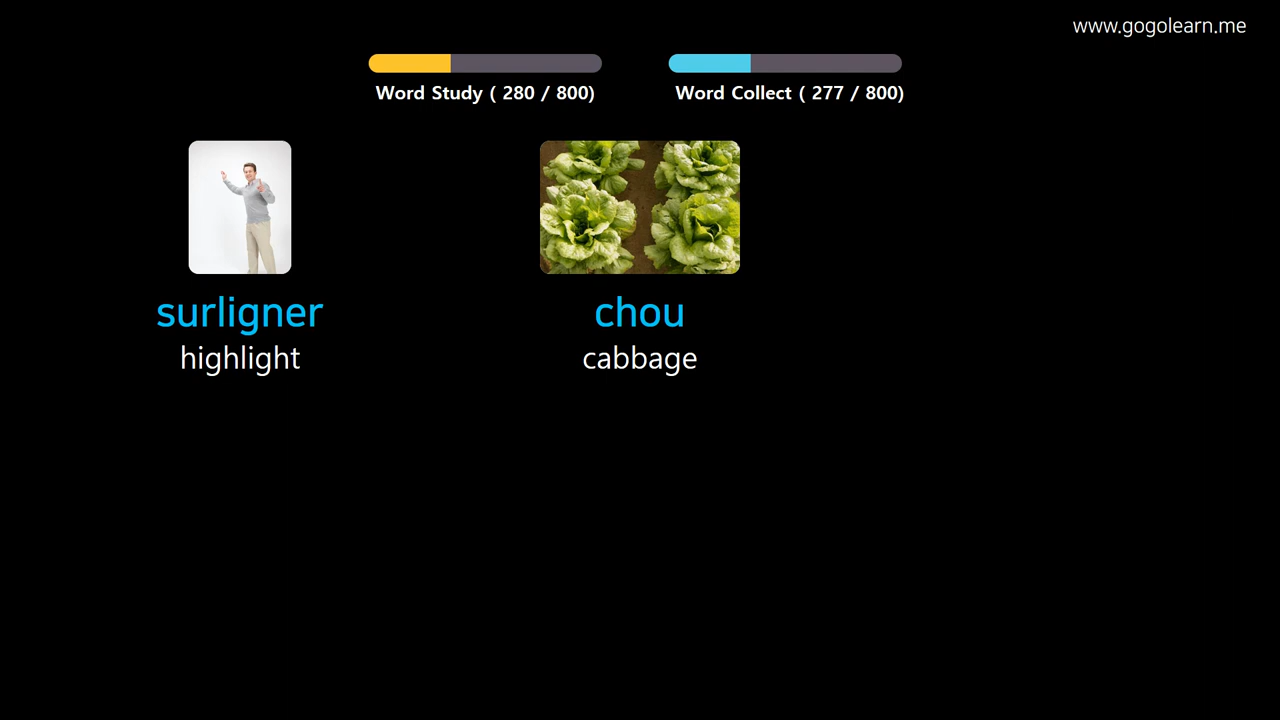 www.gogolearn.me
Word Study ( 280 / 800)
Word Collect ( 277 / 800)
surligner
highlight
chou
cabbage